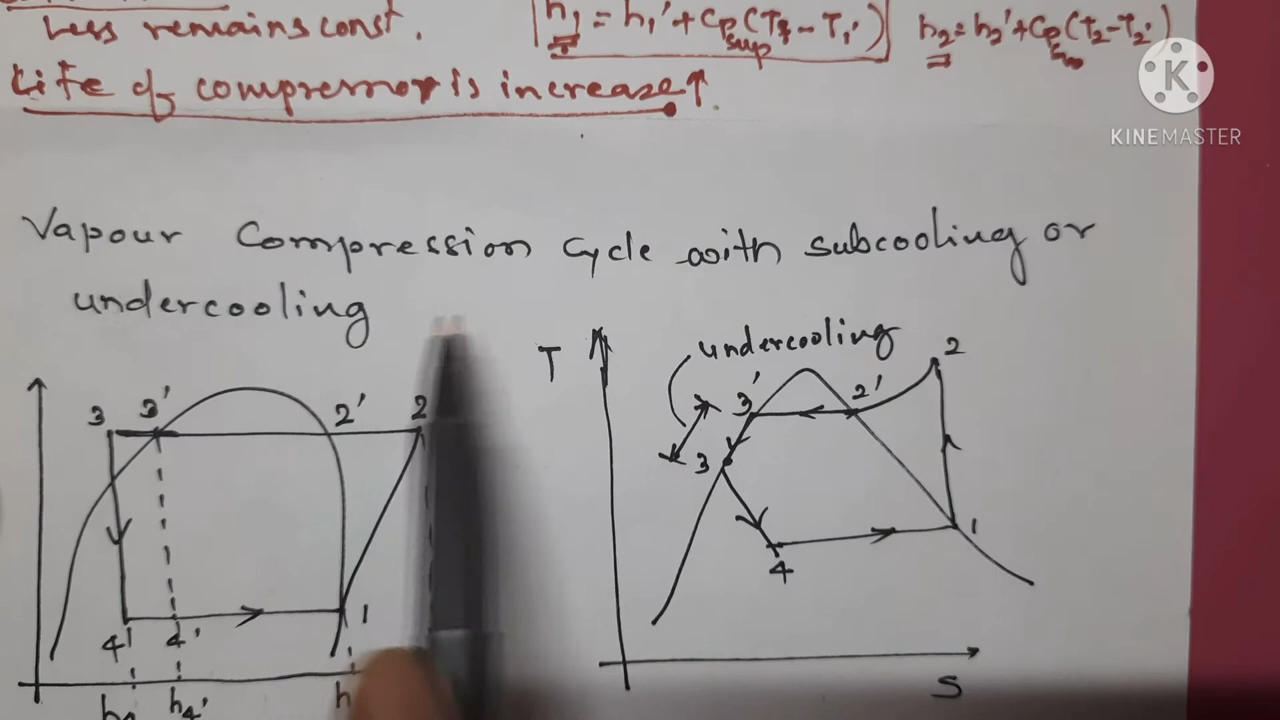 Less remains const.
h1 = h1' + Cp sup (T1 - T1')
h2 = h2' + Cp (T2 - T2')
Life of compressor is increase ↑.
K
KINEMASTER
Vapour Compression Cycle with subcooling or
undercooling
3 3' 2' 2
4 4' 1
h4' h
T undercooling 2
3' 2'
3
1
4
S